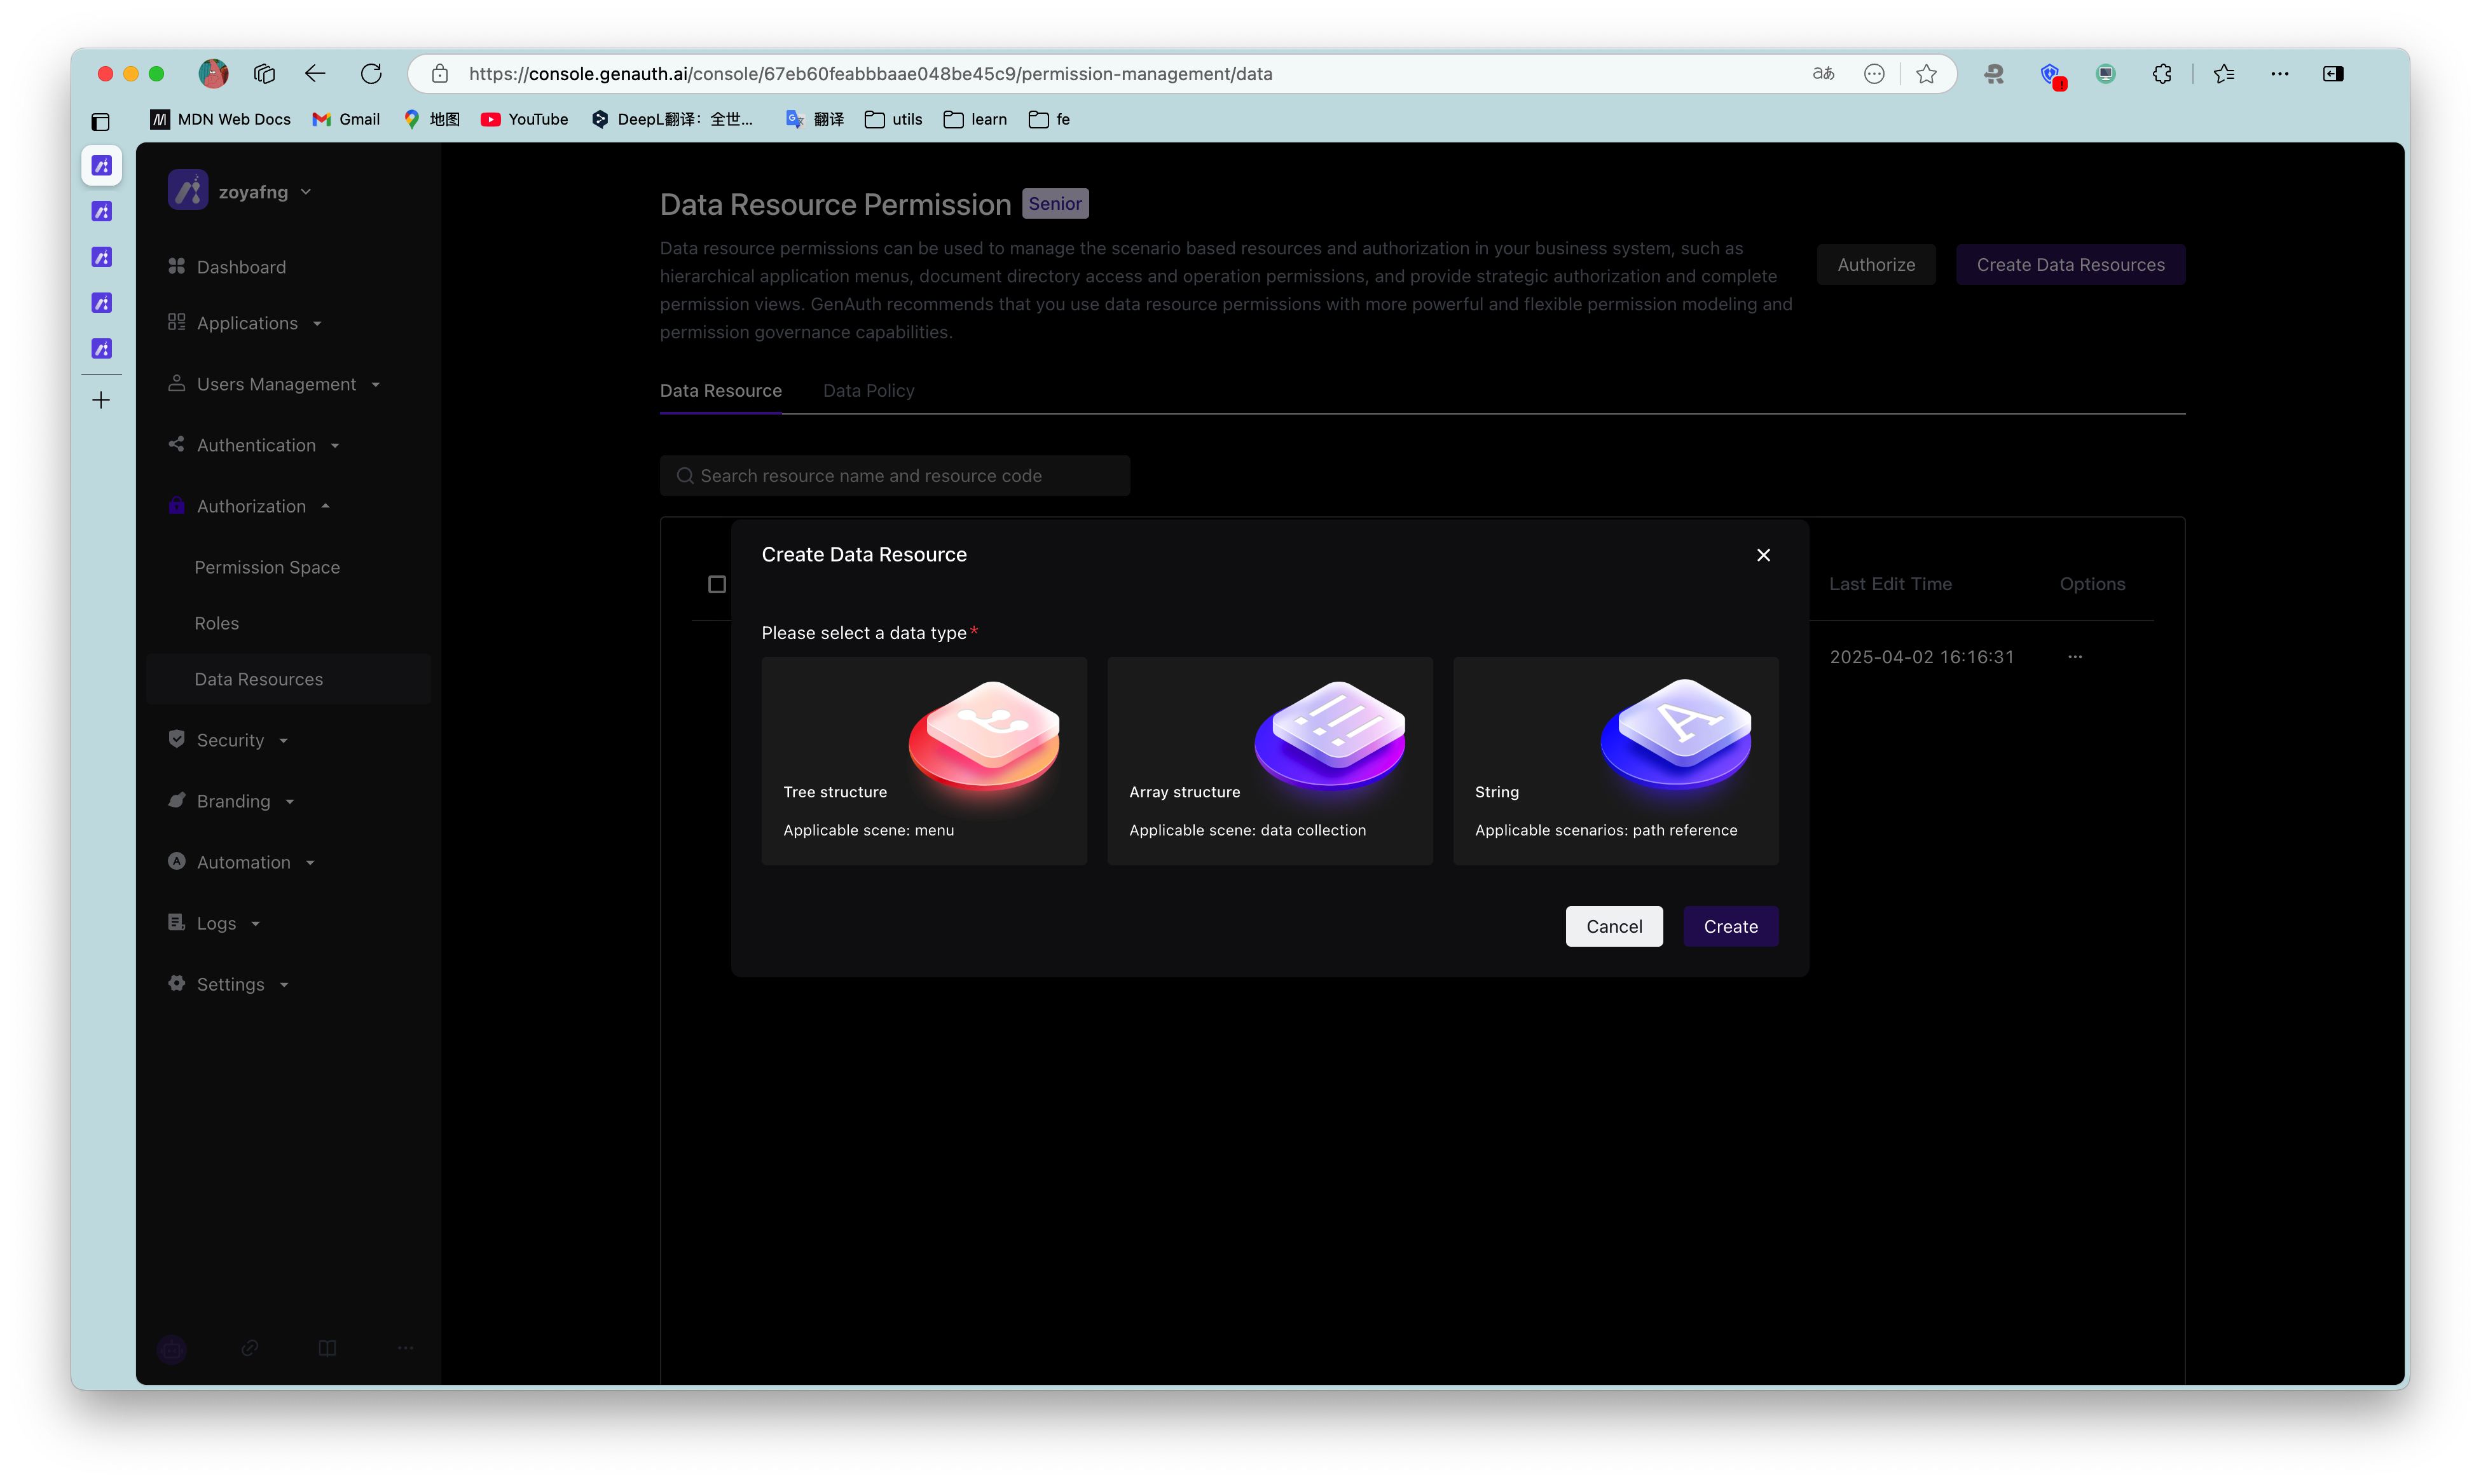 https://console.genauth.ai/console/67eb60feabbbaae048be45c9/permission-management/data
aあ
MDN Web Docs
Gmail
地图
YouTube
DeepL翻译：全世...
翻译
utils
learn
fe
zoyafng
Dashboard
Applications
Users Management
Authentication
Authorization
Permission Space
Roles
Data Resources
Security
Branding
Automation
Logs
Settings
Data Resource Permission
Senior
Data resource permissions can be used to manage the scenario based resources and authorization in your business system, such as
hierarchical application menus, document directory access and operation permissions, and provide strategic authorization and complete
permission views. GenAuth recommends that you use data resource permissions with more powerful and flexible permission modeling and
permission governance capabilities.
Authorize
Create Data Resources
Data Resource
Data Policy
Search resource name and resource code
Last Edit Time
Options
2025-04-02 16:16:31
Create Data Resource
Please select a data type*
Tree structure
Applicable scene: menu
Array structure
Applicable scene: data collection
A
String
Applicable scenarios: path reference
Cancel
Create